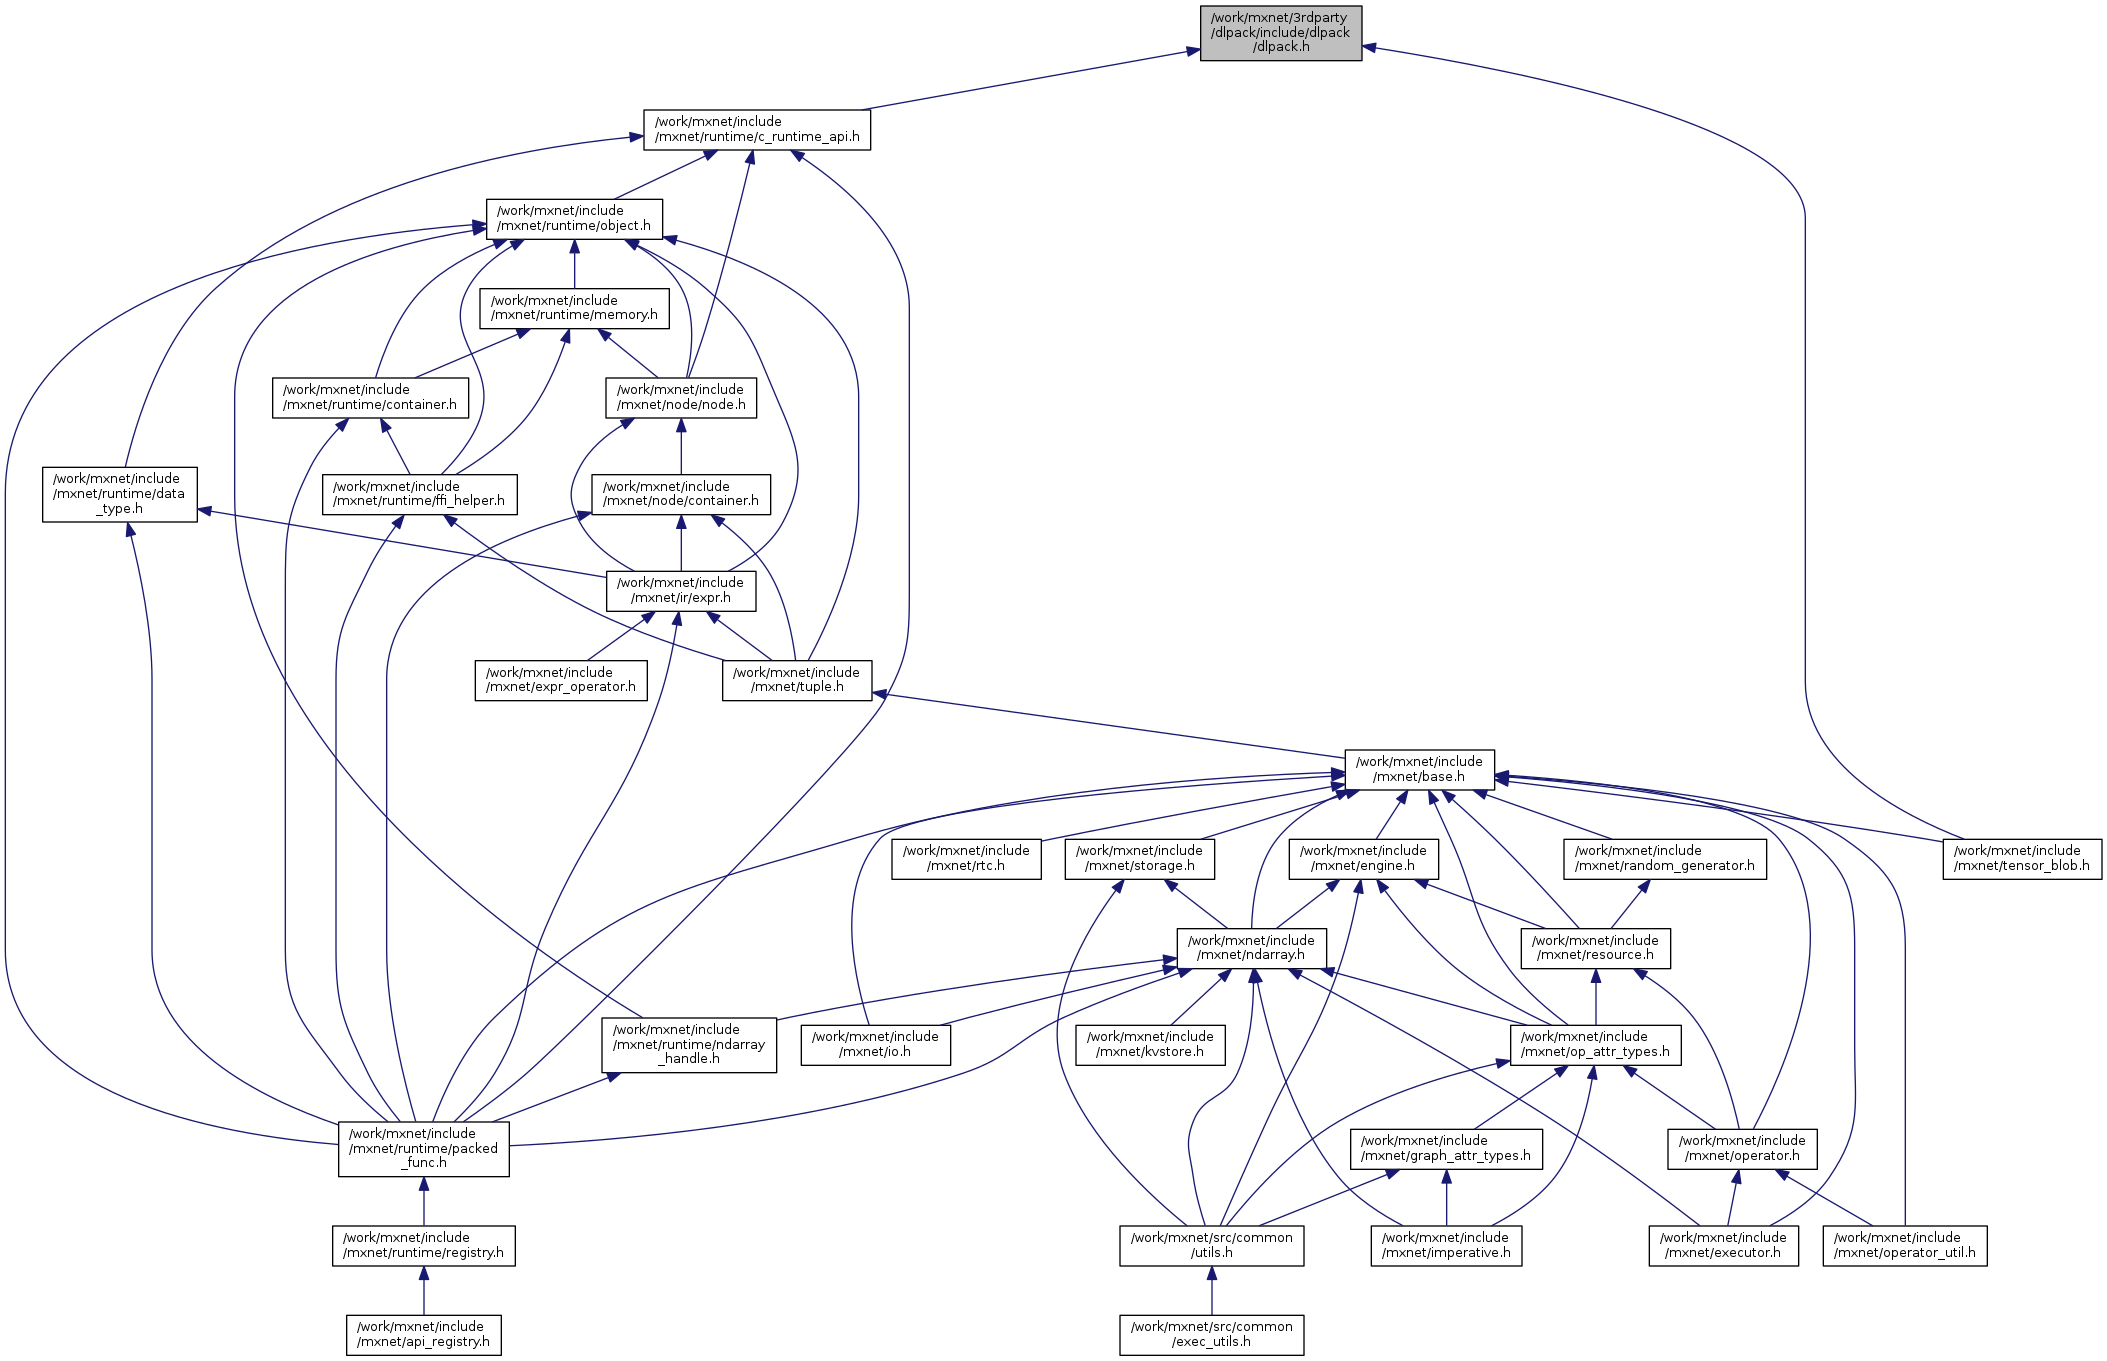 /work/mxnet/3rdparty
/dlpack/include/dlpack
/dlpack.h
/work/mxnet/include
/mxnet/runtime/c_runtime_api.h
/work/mxnet/include
/mxnet/runtime/object.h
/work/mxnet/include
/mxnet/runtime/memory.h
/work/mxnet/include
/mxnet/runtime/container.h
/work/mxnet/include
/mxnet/node/node.h
/work/mxnet/include
/mxnet/runtime/data
_type.h
/work/mxnet/include
/mxnet/runtime/ffi_helper.h
/work/mxnet/include
/mxnet/node/container.h
/work/mxnet/include
/mxnet/ir/expr.h
/work/mxnet/include
/mxnet/expr_operator.h
/work/mxnet/include
/mxnet/tuple.h
/work/mxnet/include
/mxnet/base.h
/work/mxnet/include
/mxnet/rtc.h
/work/mxnet/include
/mxnet/storage.h
/work/mxnet/include
/mxnet/engine.h
/work/mxnet/include
/mxnet/random_generator.h
/work/mxnet/include
/mxnet/tensor_blob.h
/work/mxnet/include
/mxnet/ndarray.h
/work/mxnet/include
/mxnet/resource.h
/work/mxnet/include
/mxnet/runtime/ndarray
_handle.h
/work/mxnet/include
/mxnet/io.h
/work/mxnet/include
/mxnet/kvstore.h
/work/mxnet/include
/mxnet/op_attr_types.h
/work/mxnet/include
/mxnet/runtime/packed
_func.h
/work/mxnet/include
/mxnet/graph_attr_types.h
/work/mxnet/include
/mxnet/operator.h
/work/mxnet/include
/mxnet/runtime/registry.h
/work/mxnet/src/common
/utils.h
/work/mxnet/include
/mxnet/imperative.h
/work/mxnet/include
/mxnet/executor.h
/work/mxnet/include
/mxnet/operator_util.h
/work/mxnet/include
/mxnet/api_registry.h
/work/mxnet/src/common
/exec_utils.h